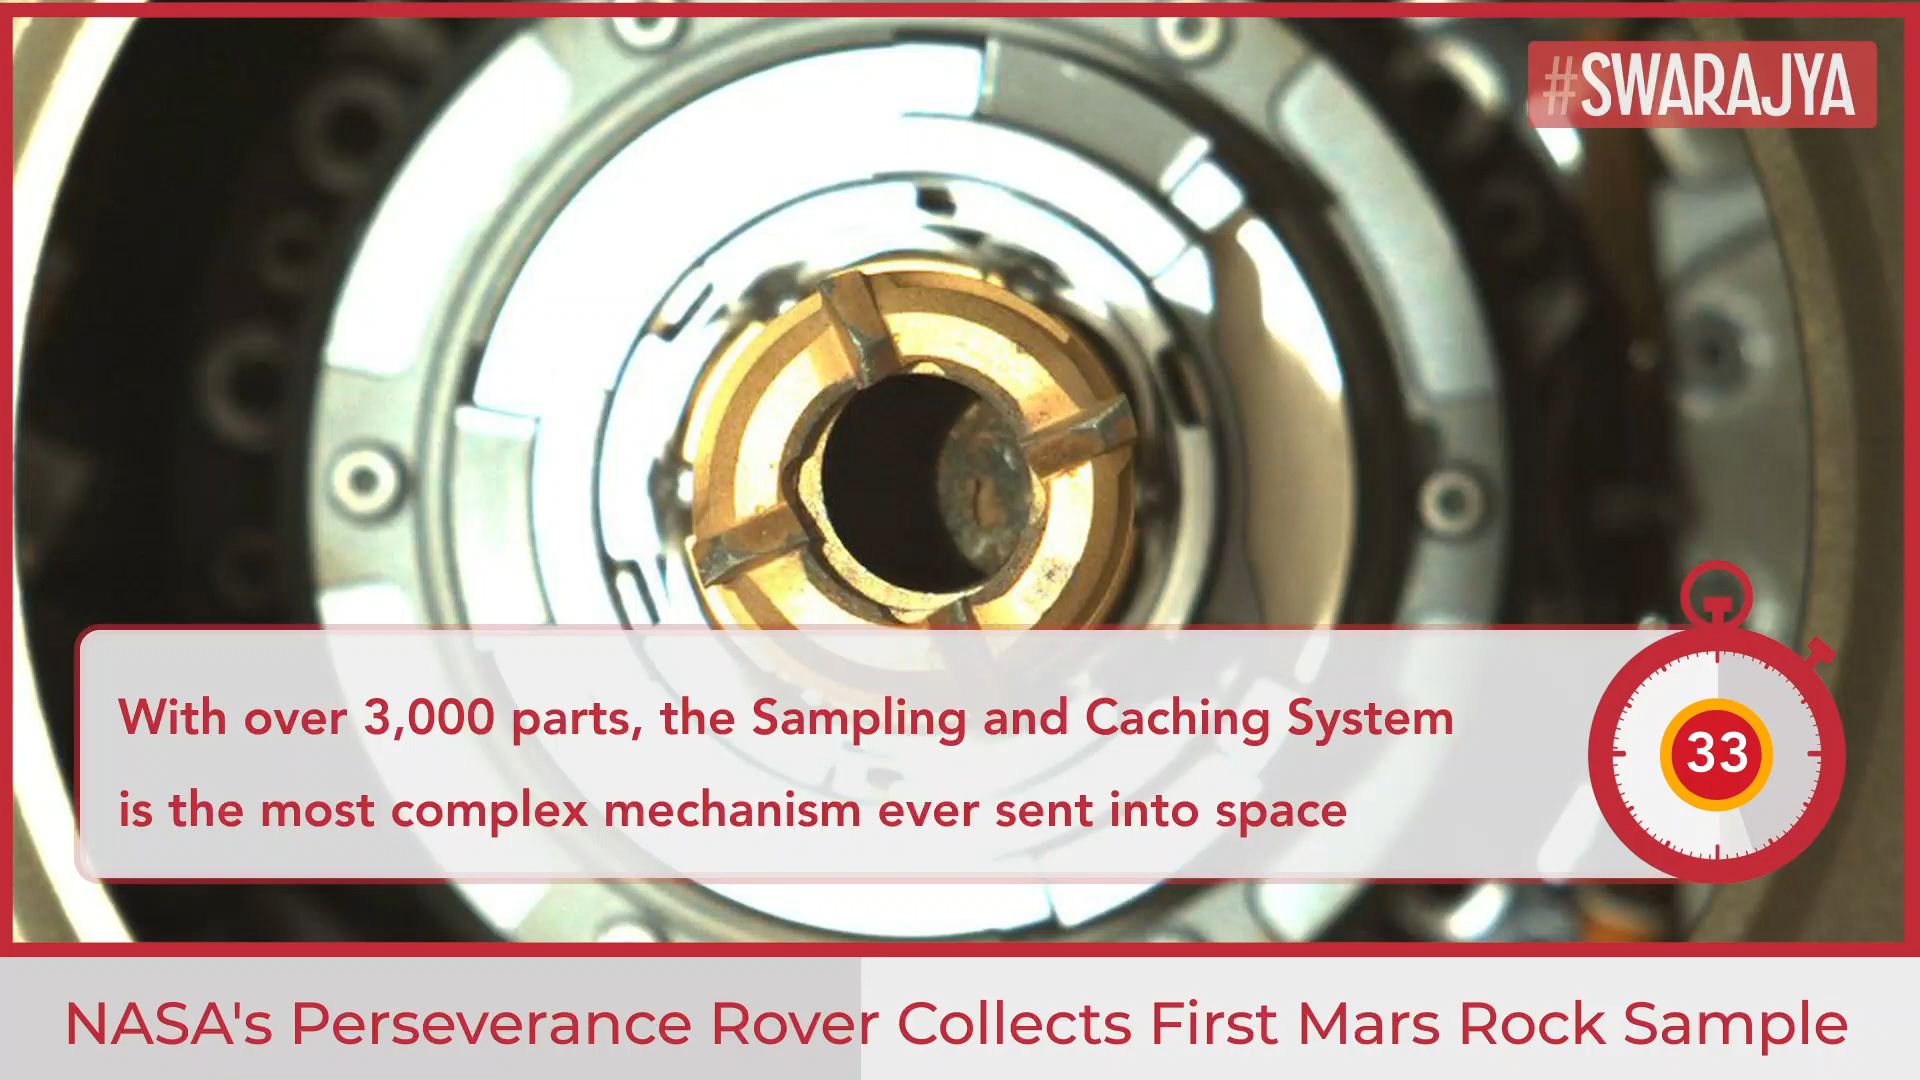 #SWARAJYA
With over 3,000 parts, the Sampling and Caching System
is the most complex mechanism ever sent into space
33
NASA's Perseverance Rover Collects First Mars Rock Sample